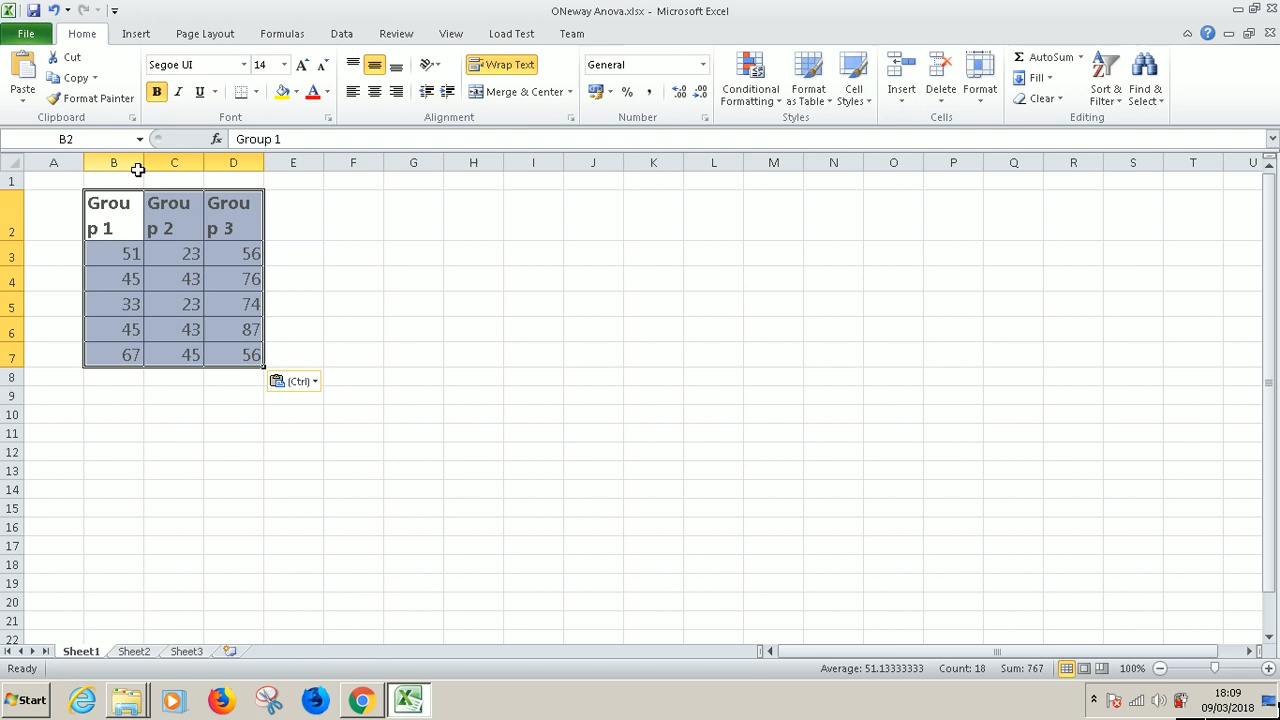 ONeway Anova.xlsx - Microsoft Excel
File Home Insert Page Layout Formulas Data Review View Load Test Team
Paste
Cut
Copy
Format Painter
Clipboard
Segoe UI 14
B I U
Font
Wrap Text
Merge & Center
Alignment
General
%
Number
Conditional Formatting
Format as Table
Cell Styles
Styles
Insert
Delete
Format
Cells
AutoSum
Fill
Clear
Sort & Filter
Find & Select
Editing
B2 fx Group 1
A B C D E F G H I J K L M N O P Q R S T U
1
2 Grou p 1 Grou p 2 Grou p 3
3 51 23 56
4 45 43 76
5 33 23 74
6 45 43 87
7 67 45 56
(Ctrl)
8
9
10
11
12
13
14
15
16
17
18
19
20
21
22
Sheet1 Sheet2 Sheet3
Ready Average: 51.13333333 Count: 18 Sum: 767 100%
Start
18:09
09/03/2018